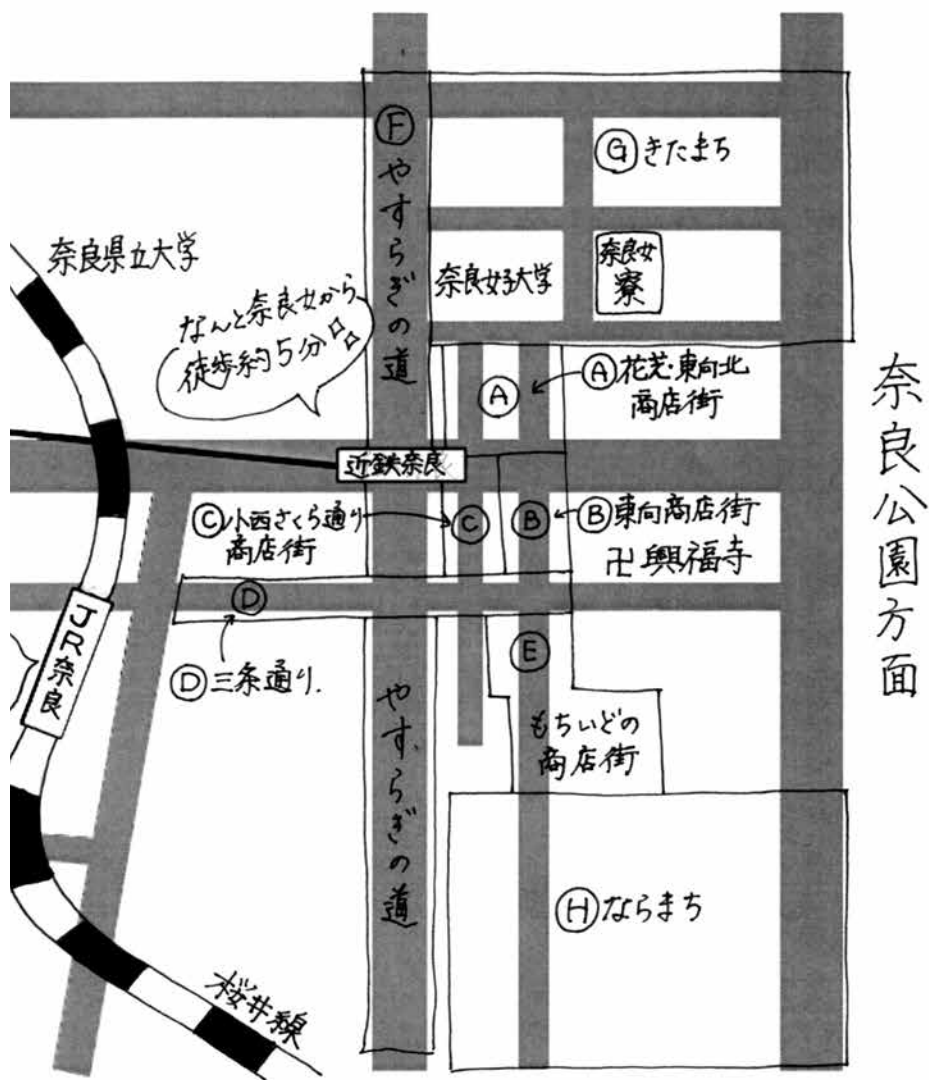 Ⓕやすらぎの道
Ⓖきたまち
奈良県立大学
奈良女子大学
奈良女
寮
なんと奈良女から
徒歩約5分
Ⓐ
Ⓐ花芝・東向北
商店街
奈良公園方面
近鉄奈良
Ⓒ小西さくら通り
商店街
Ⓒ
Ⓑ
Ⓑ東向商店街
卍興福寺
Ⓓ
Ⓓ三条通り.
JR奈良
Ⓔ
もちいどの
商店街
やすらぎの道
Ⓗならまち
桜井線